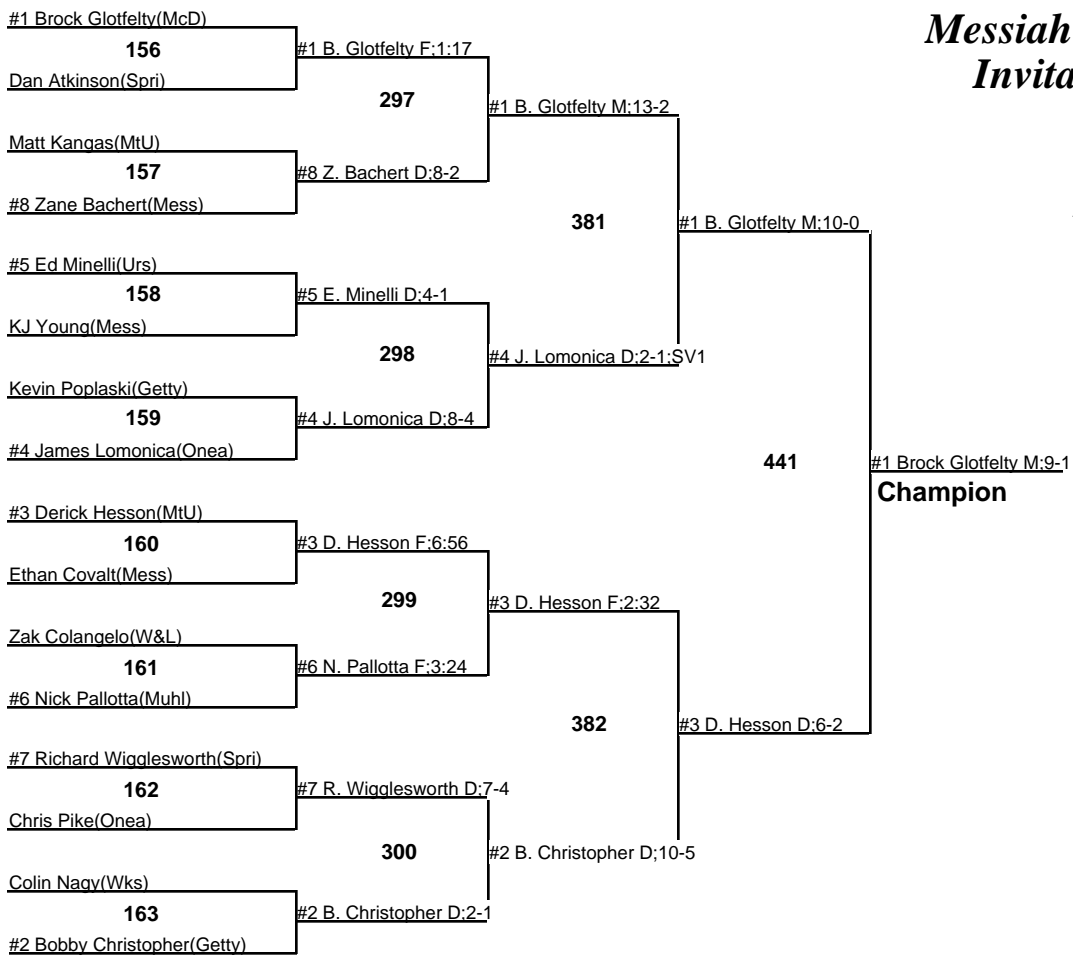 #1 Brock Glotfelty(McD)
156
Dan Atkinson(Spri)
Matt Kangas(MtU)
157
#8 Zane Bachert(Mess)
#5 Ed Minelli(Urs)
158
KJ Young(Mess)
Kevin Poplaski(Getty)
159
#4 James Lomonica(Onea)
#3 Derick Hesson(MtU)
160
Ethan Covalt(Mess)
Zak Colangelo(W&L)
161
#6 Nick Pallotta(Muhl)
#7 Richard Wigglesworth(Spri)
162
Chris Pike(Onea)
Colin Nagy(Wks)
163
#2 Bobby Christopher(Getty)
#1 B. Glotfelty F;1:17
297
#8 Z. Bachert D;8-2
#5 E. Minelli D;4-1
298
#4 J. Lomonica D;8-4
#3 D. Hesson F;6:56
299
#6 N. Pallotta F;3:24
#7 R. Wigglesworth D;7-4
300
#2 B. Christopher D;2-1
#1 B. Glotfelty M;13-2
381
#4 J. Lomonica D;2-1;SV1
#3 D. Hesson F;2:32
382
#2 B. Christopher D;10-5
#1 B. Glotfelty M;10-0
441
#3 D. Hesson D;6-2
#1 Brock Glotfelty M;9-1
Champion
Messiah
Invita